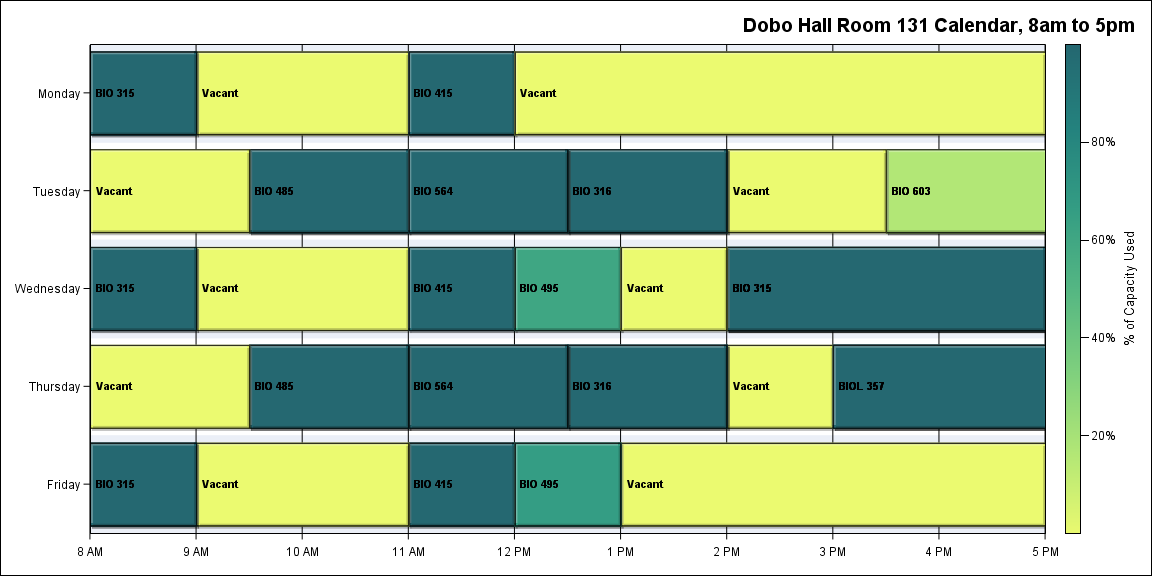 Dobo Hall Room 131 Calendar, 8am to 5pm
Monday
BIO 315
Vacant
BIO 415
Vacant
Tuesday
Vacant
BIO 485
BIO 564
BIO 316
Vacant
BIO 603
Wednesday
BIO 315
Vacant
BIO 415
BIO 495
Vacant
BIO 315
Thursday
Vacant
BIO 485
BIO 564
BIO 316
Vacant
BIOL 357
Friday
BIO 315
Vacant
BIO 415
BIO 495
Vacant
8 AM
9 AM
10 AM
11 AM
12 PM
1 PM
2 PM
3 PM
4 PM
5 PM
80%
60%
40%
20%
% of Capacity Used